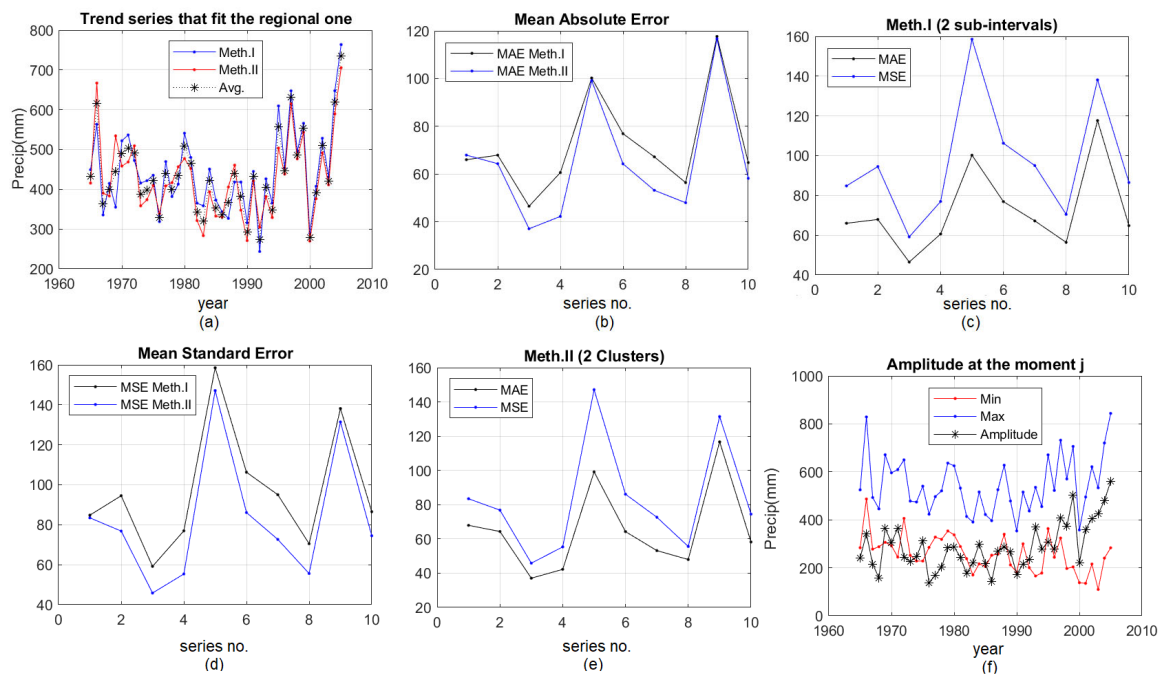 Trend series that fit the regional one
800
700
600
500
400
300
200
Precip(mm)
Meth.I
Meth.II
Avg.
1960 1970 1980 1990 2000 2010
year
(a)
Mean Absolute Error
120
100
80
60
40
20
MAE Meth.I
MAE Meth.II
0 2 4 6 8 10
series no.
(b)
Meth.I (2 sub-intervals)
160
140
120
100
80
60
40
MAE
MSE
0 2 4 6 8 10
series no.
(c)
Mean Standard Error
160
140
120
100
80
60
40
MSE Meth.I
MSE Meth.II
0 2 4 6 8 10
series no.
(d)
Meth.II (2 Clusters)
160
140
120
100
80
60
40
20
MAE
MSE
0 2 4 6 8 10
series no.
(e)
Amplitude at the moment j
1000
800
600
400
200
0
Precip(mm)
Min
Max
Amplitude
1960 1970 1980 1990 2000 2010
year
(f)